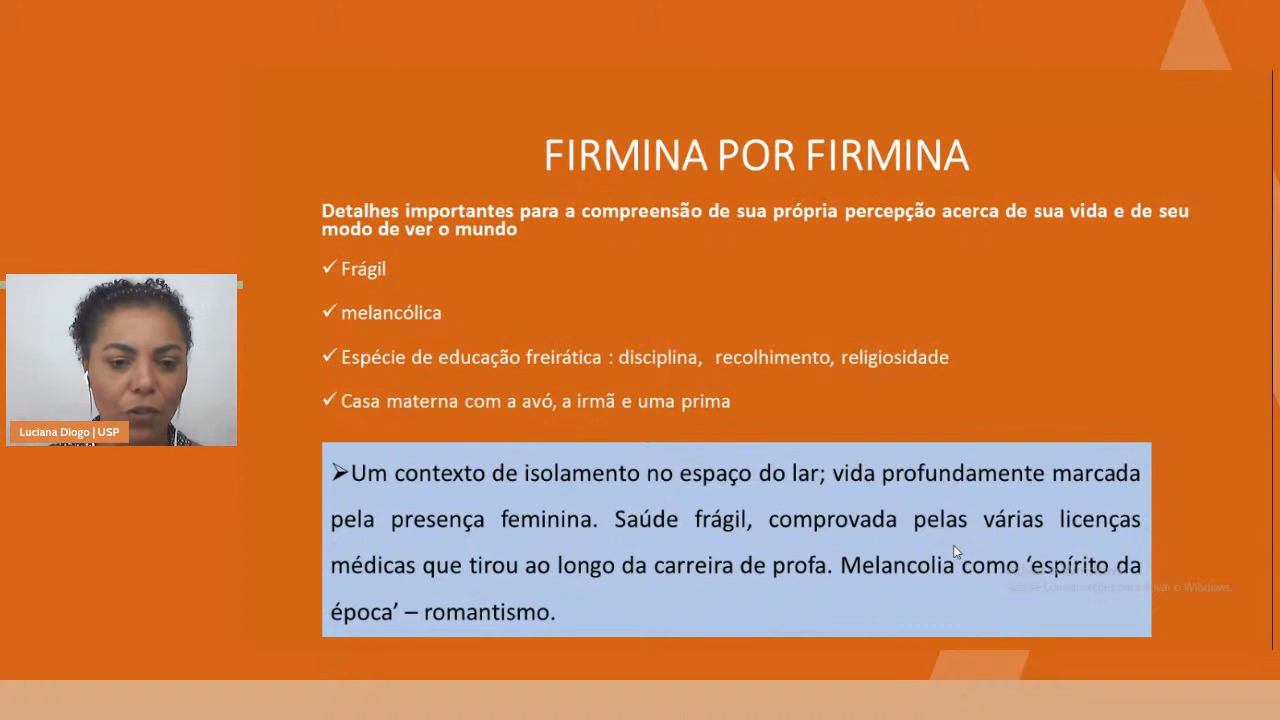 FIRMINA POR FIRMINA
Detalhes importantes para a compreensão de sua própria percepção acerca de sua vida e de seu
modo de ver o mundo
✓ Frágil
✓ melancólica
✓ Espécie de educação freirática : disciplina, recolhimento, religiosidade
✓ Casa materna com a avó, a irmã e uma prima
➢Um contexto de isolamento no espaço do lar; vida profundamente marcada
pela presença feminina. Saúde frágil, comprovada pelas várias licenças
médicas que tirou ao longo da carreira de profa. Melancolia como ‘espírito da
época’ – romantismo.
Luciana Diogo | USP